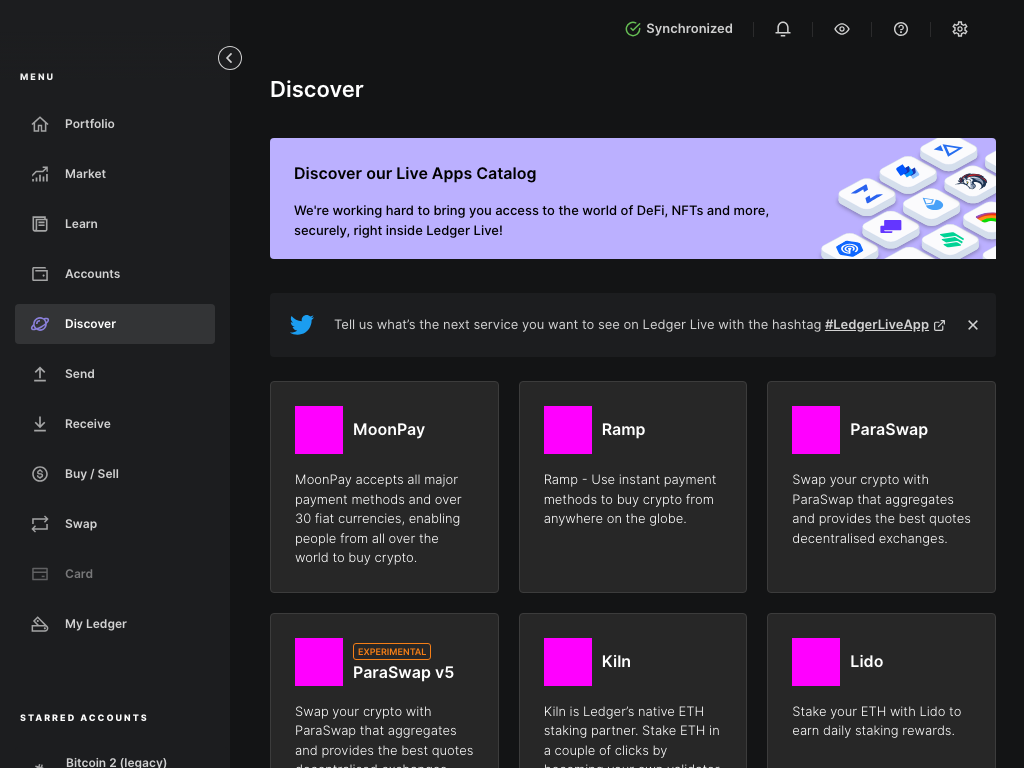 Synchronized
MENU
Portfolio
Market
Learn
Accounts
Discover
Send
Receive
Buy / Sell
Swap
Card
My Ledger
STARRED ACCOUNTS
Bitcoin 2 (legacy)
Discover
Discover our Live Apps Catalog
We're working hard to bring you access to the world of DeFi, NFTs and more,
securely, right inside Ledger Live!
Tell us what’s the next service you want to see on Ledger Live with the hashtag #LedgerLiveApp
MoonPay
MoonPay accepts all major
payment methods and over
30 fiat currencies, enabling
people from all over the
world to buy crypto.
Ramp
Ramp - Use instant payment
methods to buy crypto from
anywhere on the globe.
ParaSwap
Swap your crypto with
ParaSwap that aggregates
and provides the best quotes
decentralised exchanges.
EXPERIMENTAL
ParaSwap v5
Swap your crypto with
ParaSwap that aggregates
and provides the best quotes
decentralised exchanges.
Kiln
Kiln is Ledger’s native ETH
staking partner. Stake ETH in
a couple of clicks by
becoming your own validator
Lido
Stake your ETH with Lido to
earn daily staking rewards.